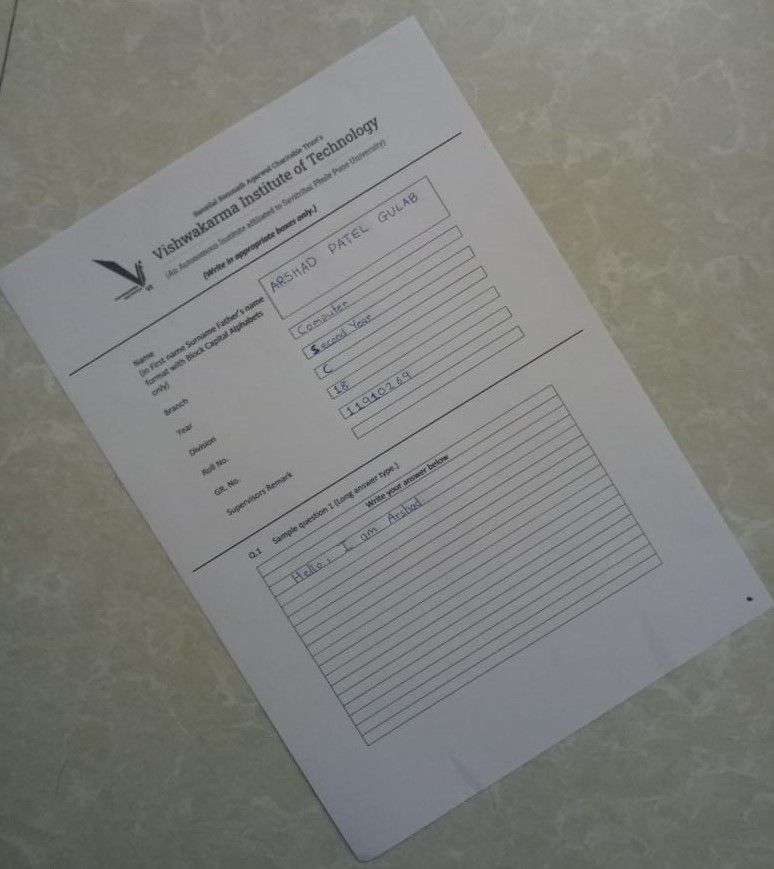 Bansilal Ramnath Agarwal Charitable Trust's
Vishwakarma Institute of Technology
(An Autonomous Institute affiliated to Savitribai Phule Pune University)
(Write in appropriate boxes only.)
Name
(in First name Surname Father's name
format with Block Capital Alphabets
only)
ARSHAD PATEL GULAB
Branch
Computer
Year
Second Year
Division
C
Roll No.
18
GR. No.
11910269
Supervisors Remark
Q.1 Sample question 1 (Long answer type.)
Write your answer below
Hello, I am Arshad